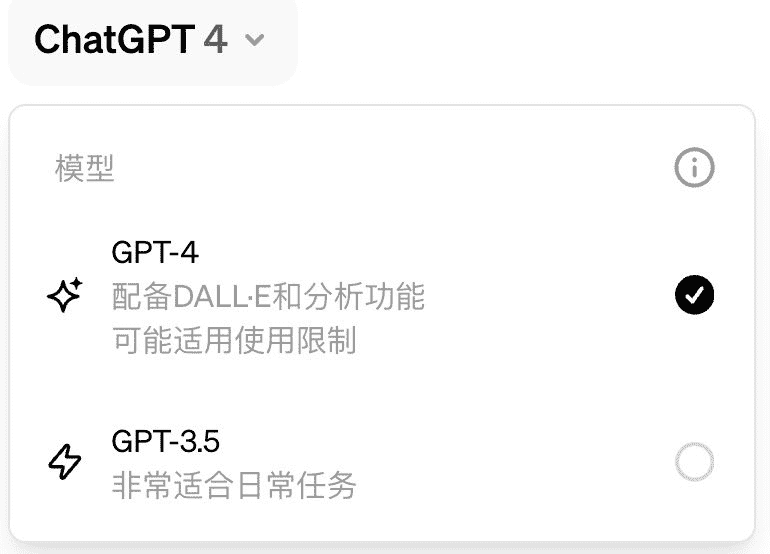 ChatGPT 4
模型
GPT-4
配备DALL·E和分析功能
可能适用使用限制
GPT-3.5
非常适合日常任务